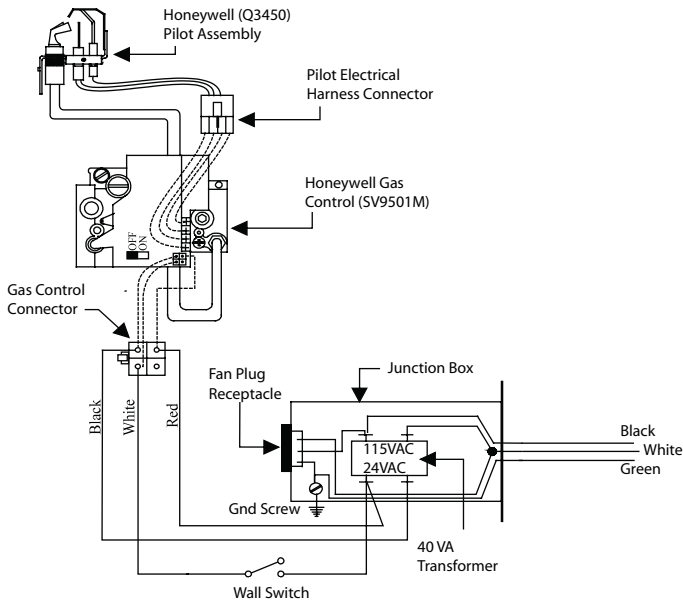 Honeywell (Q3450)
Pilot Assembly
Pilot Electrical
Harness Connector
Honeywell Gas
Control (SV9501M)
OFF
ON
Gas Control
Connector
Black
White
Red
Fan Plug
Receptacle
Junction Box
115VAC
24VAC
Black
White
Green
Gnd Screw
40 VA
Transformer
Wall Switch